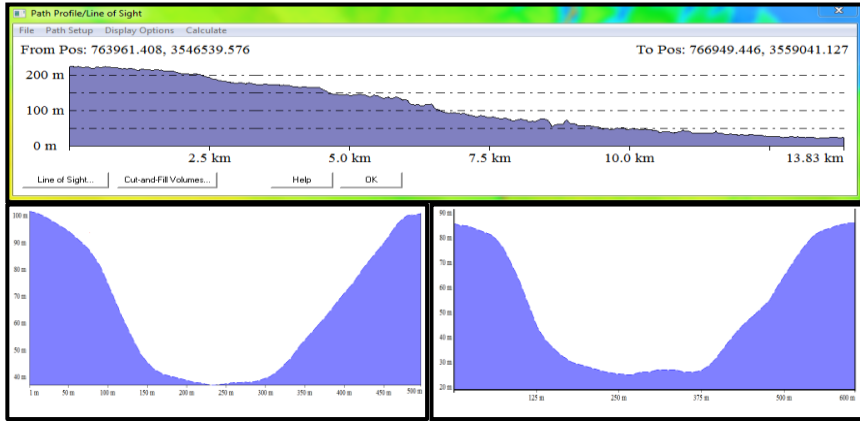 Path Profile/Line of Sight
File Path Setup Display Options Calculate
From Pos: 763961.408, 3546539.576 To Pos: 766949.446, 3559041.127
200 m
100 m
0 m
2.5 km 5.0 km 7.5 km 10.0 km 13.83 km
Line of Sight... Cut-and-Fill Volumes... Help OK
100 m
90 m
80 m
70 m
60 m
50 m
40 m
1 m 50 m 100 m 150 m 200 m 250 m 300 m 350 m 400 m 450 m 500 m
90 m
80 m
70 m
60 m
50 m
40 m
30 m
20 m
125 m 250 m 375 m 500 m 600 m